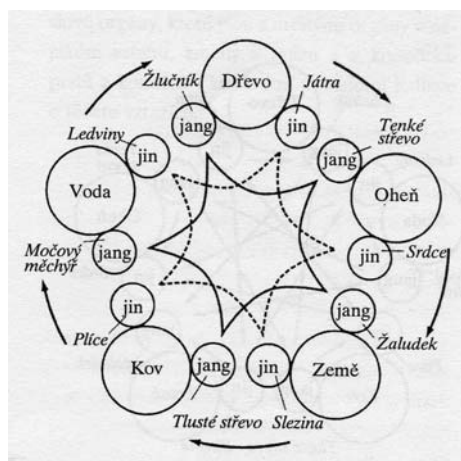 Dřevo
Žlučník
jang
jin
Játra
Tenké
střevo
jang
Oheň
jin
Srdce
jang
Žaludek
Země
jin
Slezina
jang
Tlusté střevo
Kov
jin
Plíce
jang
Močový
měchýř
Voda
jin
Ledviny